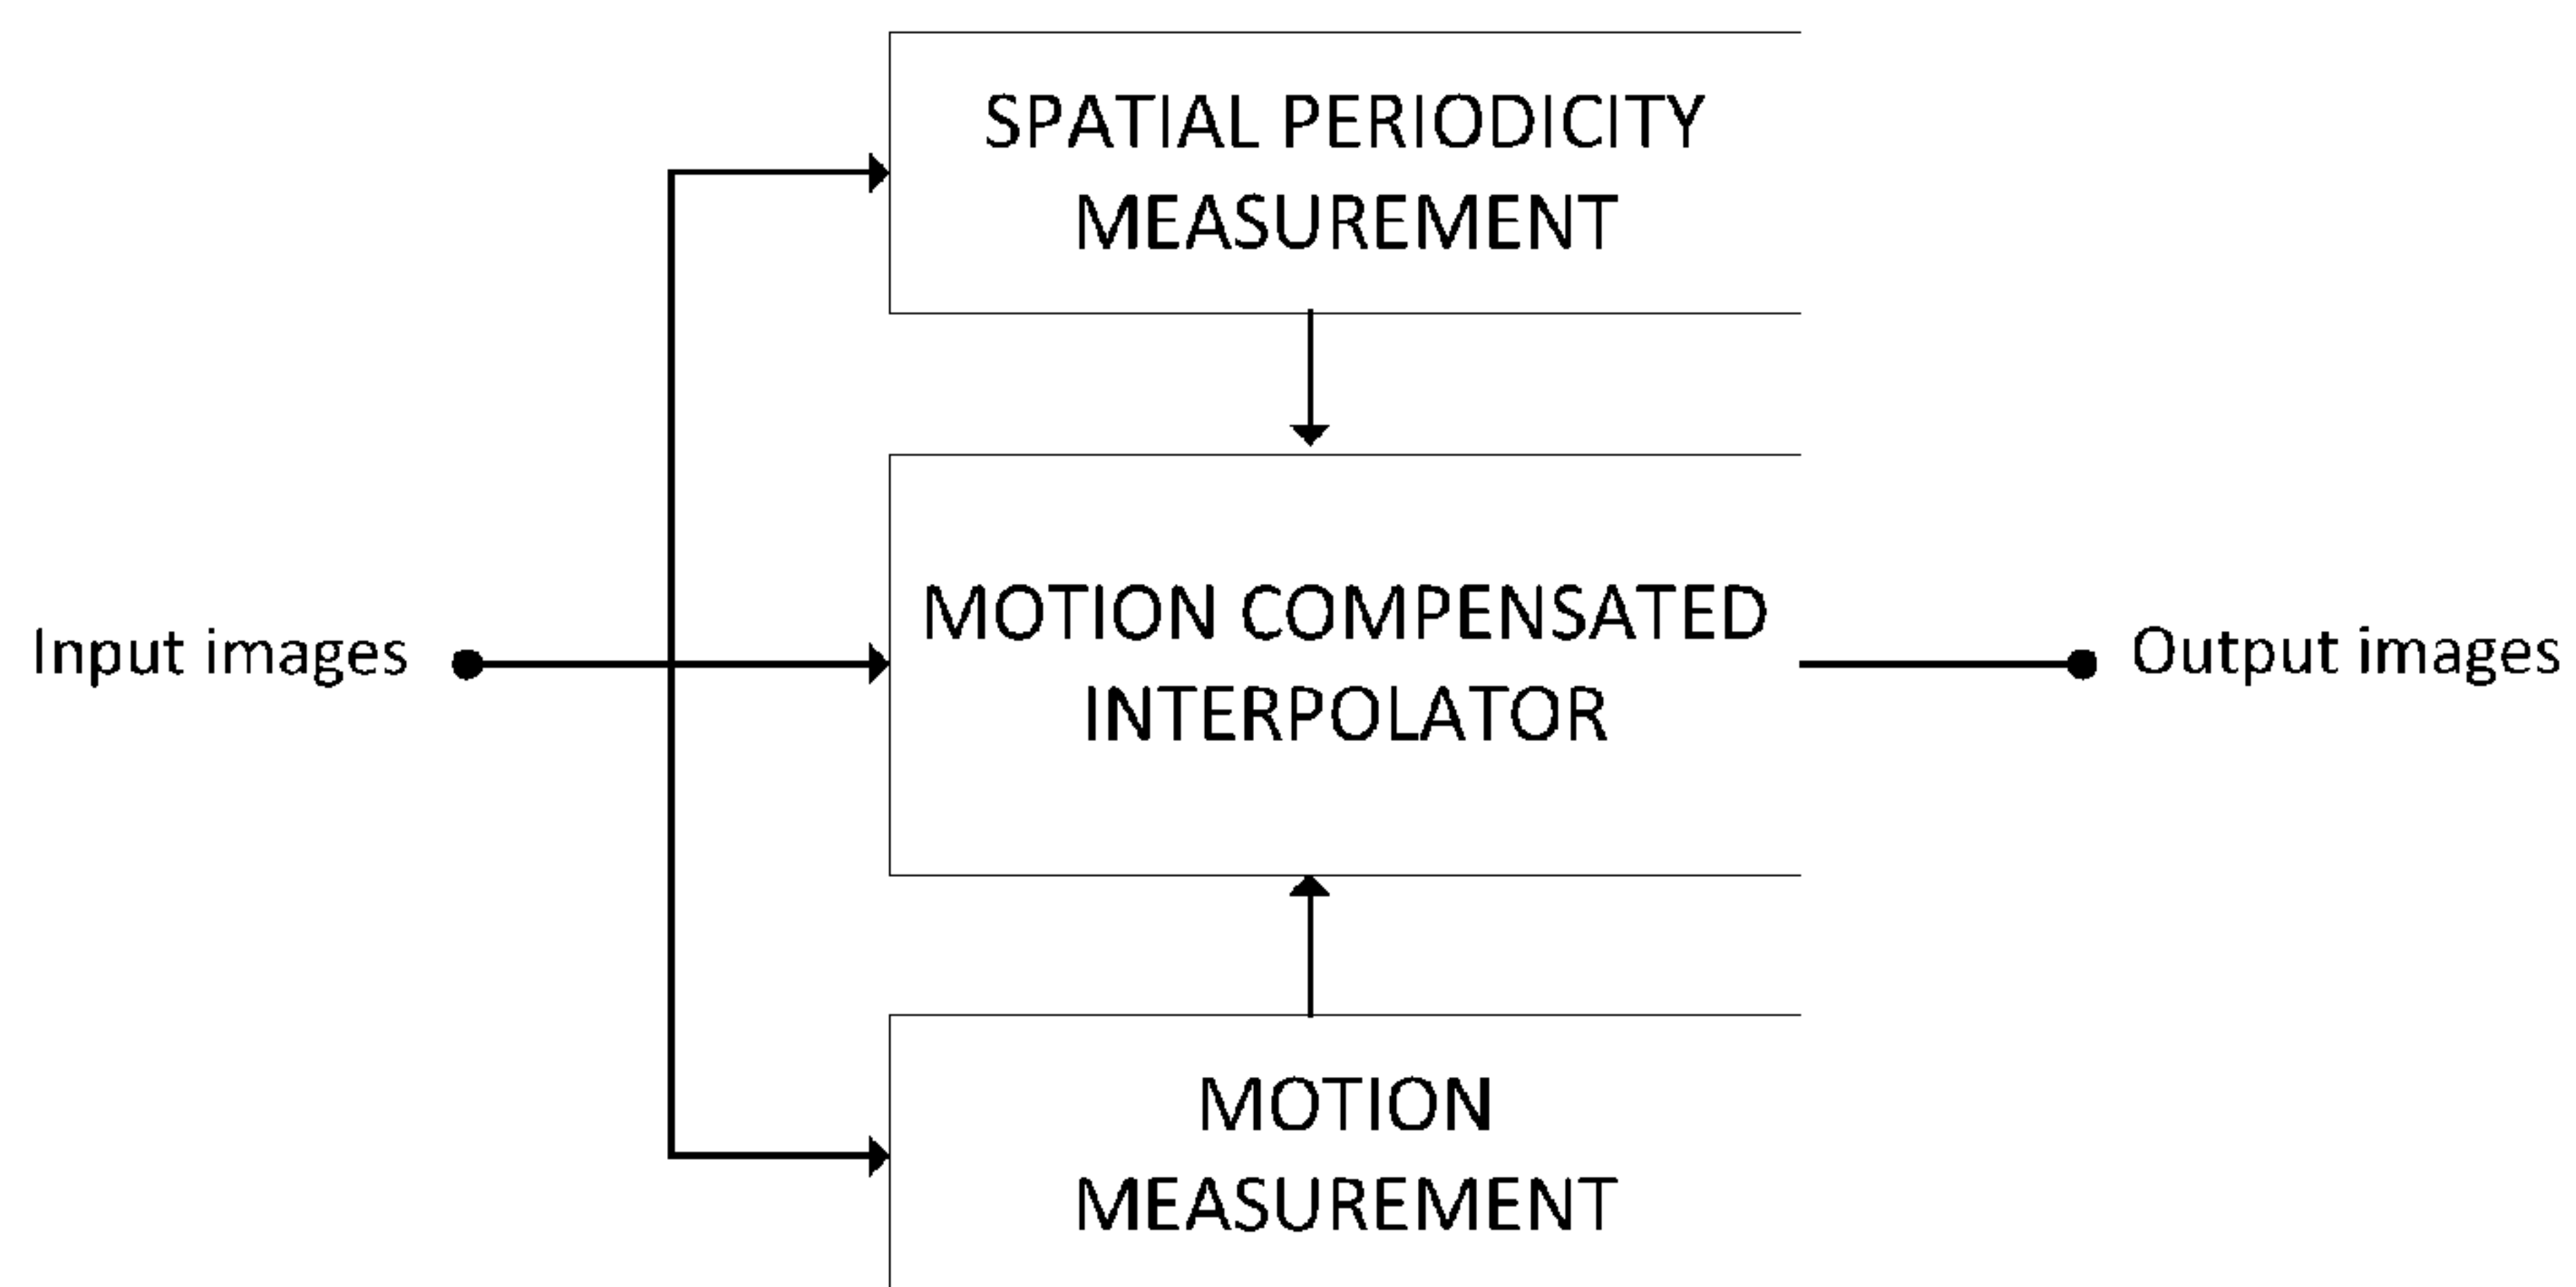 SPATIAL PERIODICITY
MEASUREMENT
Input images
MOTION COMPENSATED
INTERPOLATOR
Output images
MOTION
MEASUREMENT